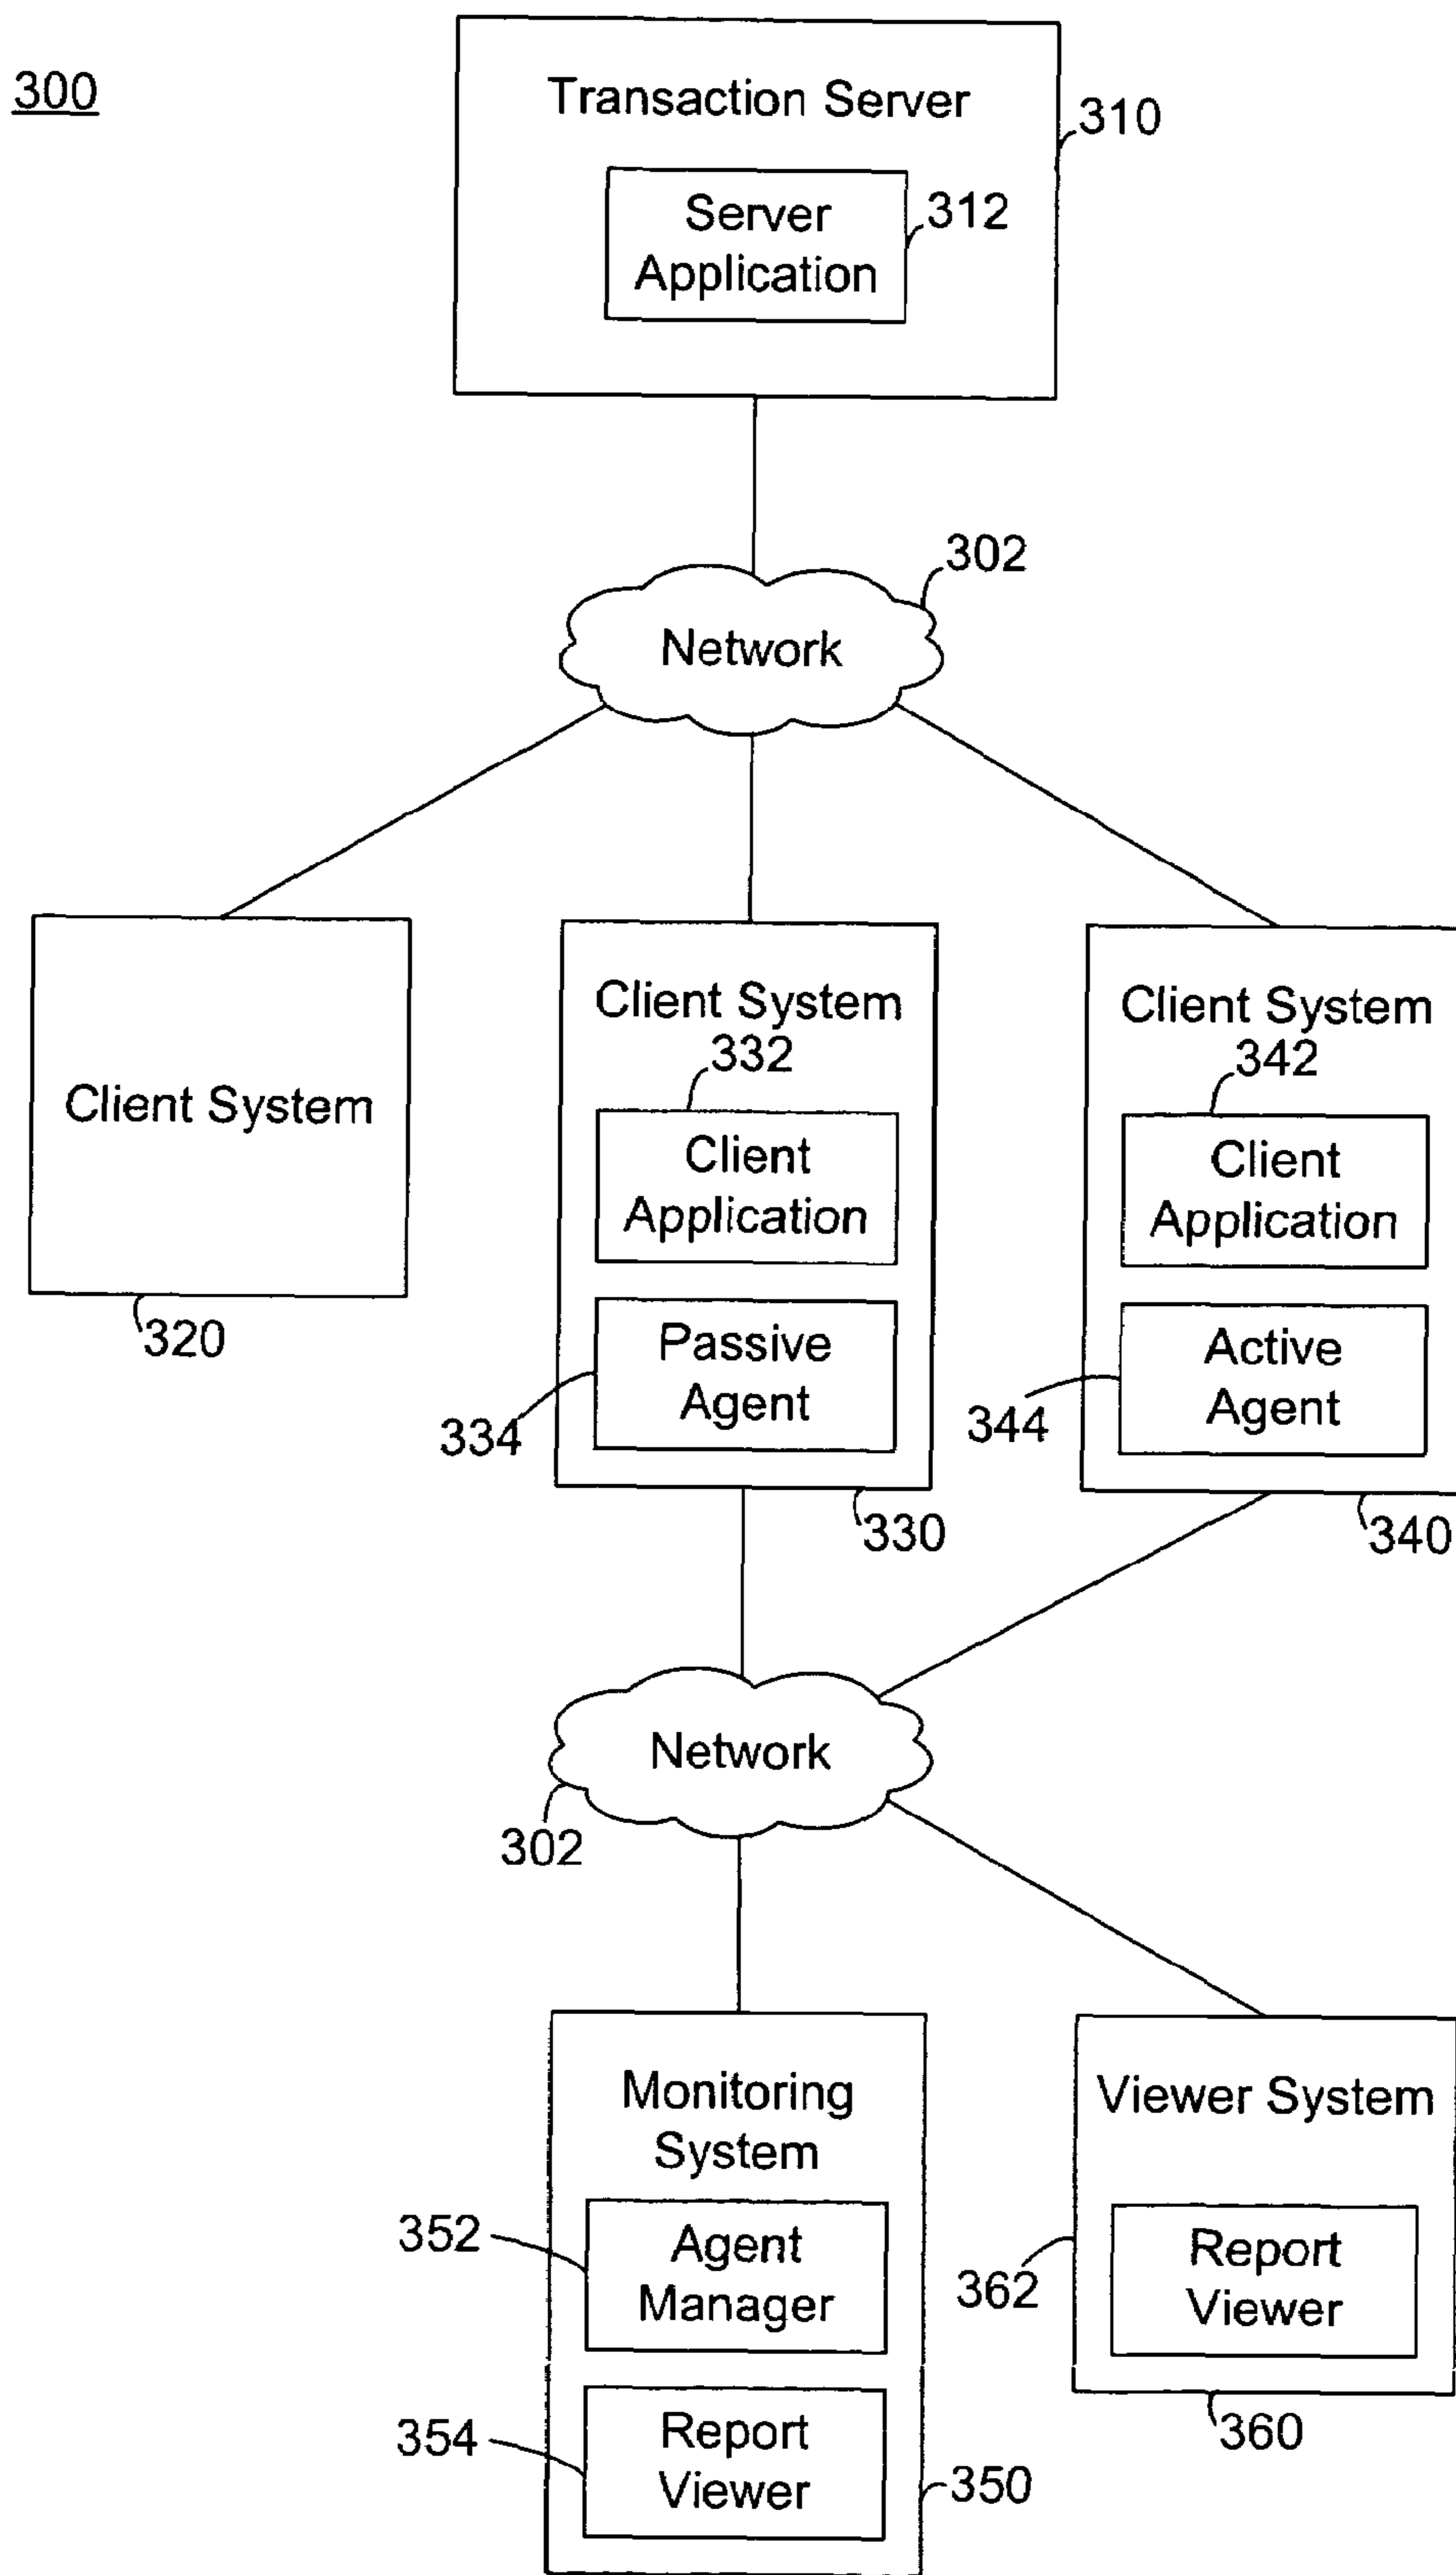 300
Transaction Server
310
Server
Application
312
302
Network
Client System
320
Client System
332
Client
Application
Passive
Agent
334
330
Client System
342
Client
Application
Active
Agent
344
340
Network
302
Monitoring
System
352
Agent
Manager
354
Report
Viewer
350
Viewer System
362
Report
Viewer
360